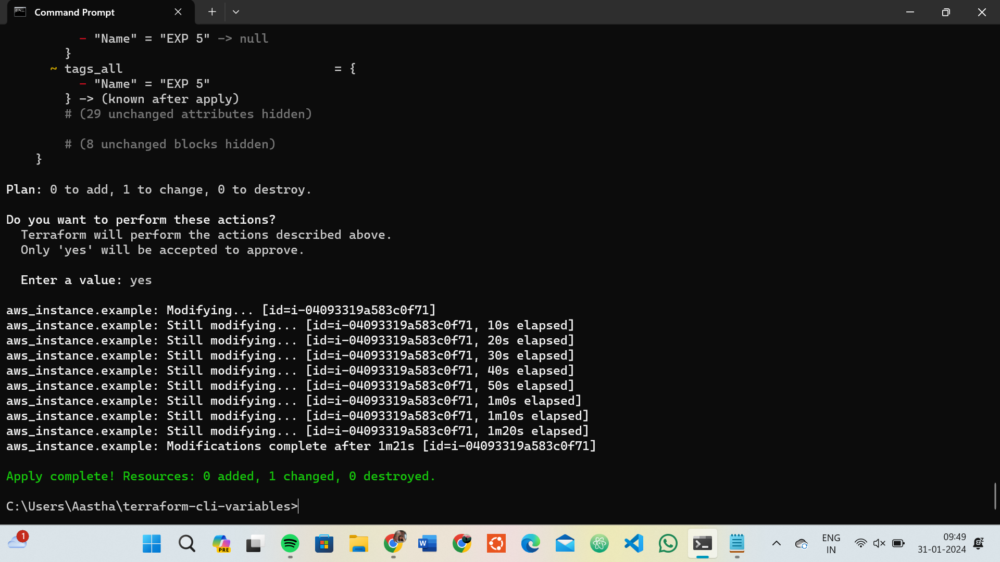 Command Prompt
- "Name" = "EXP 5" -> null
}
~ tags_all = {
- "Name" = "EXP 5"
} -> (known after apply)
# (29 unchanged attributes hidden)
# (8 unchanged blocks hidden)
}
Plan: 0 to add, 1 to change, 0 to destroy.
Do you want to perform these actions?
Terraform will perform the actions described above.
Only 'yes' will be accepted to approve.
Enter a value: yes
aws_instance.example: Modifying... [id=i-04093319a583c0f71]
aws_instance.example: Still modifying... [id=i-04093319a583c0f71, 10s elapsed]
aws_instance.example: Still modifying... [id=i-04093319a583c0f71, 20s elapsed]
aws_instance.example: Still modifying... [id=i-04093319a583c0f71, 30s elapsed]
aws_instance.example: Still modifying... [id=i-04093319a583c0f71, 40s elapsed]
aws_instance.example: Still modifying... [id=i-04093319a583c0f71, 50s elapsed]
aws_instance.example: Still modifying... [id=i-04093319a583c0f71, 1m0s elapsed]
aws_instance.example: Still modifying... [id=i-04093319a583c0f71, 1m10s elapsed]
aws_instance.example: Still modifying... [id=i-04093319a583c0f71, 1m20s elapsed]
aws_instance.example: Modifications complete after 1m21s [id=i-04093319a583c0f71]
Apply complete! Resources: 0 added, 1 changed, 0 destroyed.
C:\Users\Aastha\terraform-cli-variables>
1
PRE
W
ENG
IN
09:49
31-01-2024